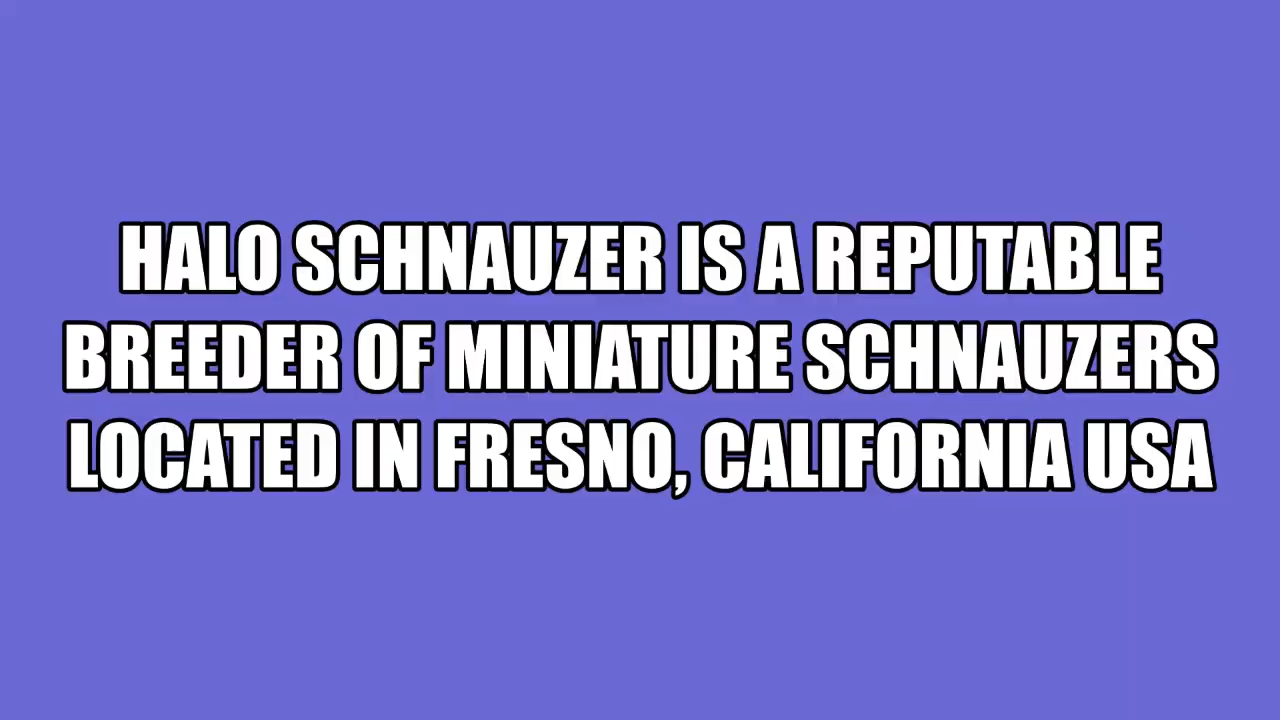 HALO SCHNAUZER IS A REPUTABLE
BREEDER OF MINIATURE SCHNAUZERS
LOCATED IN FRESNO, CALIFORNIA USA